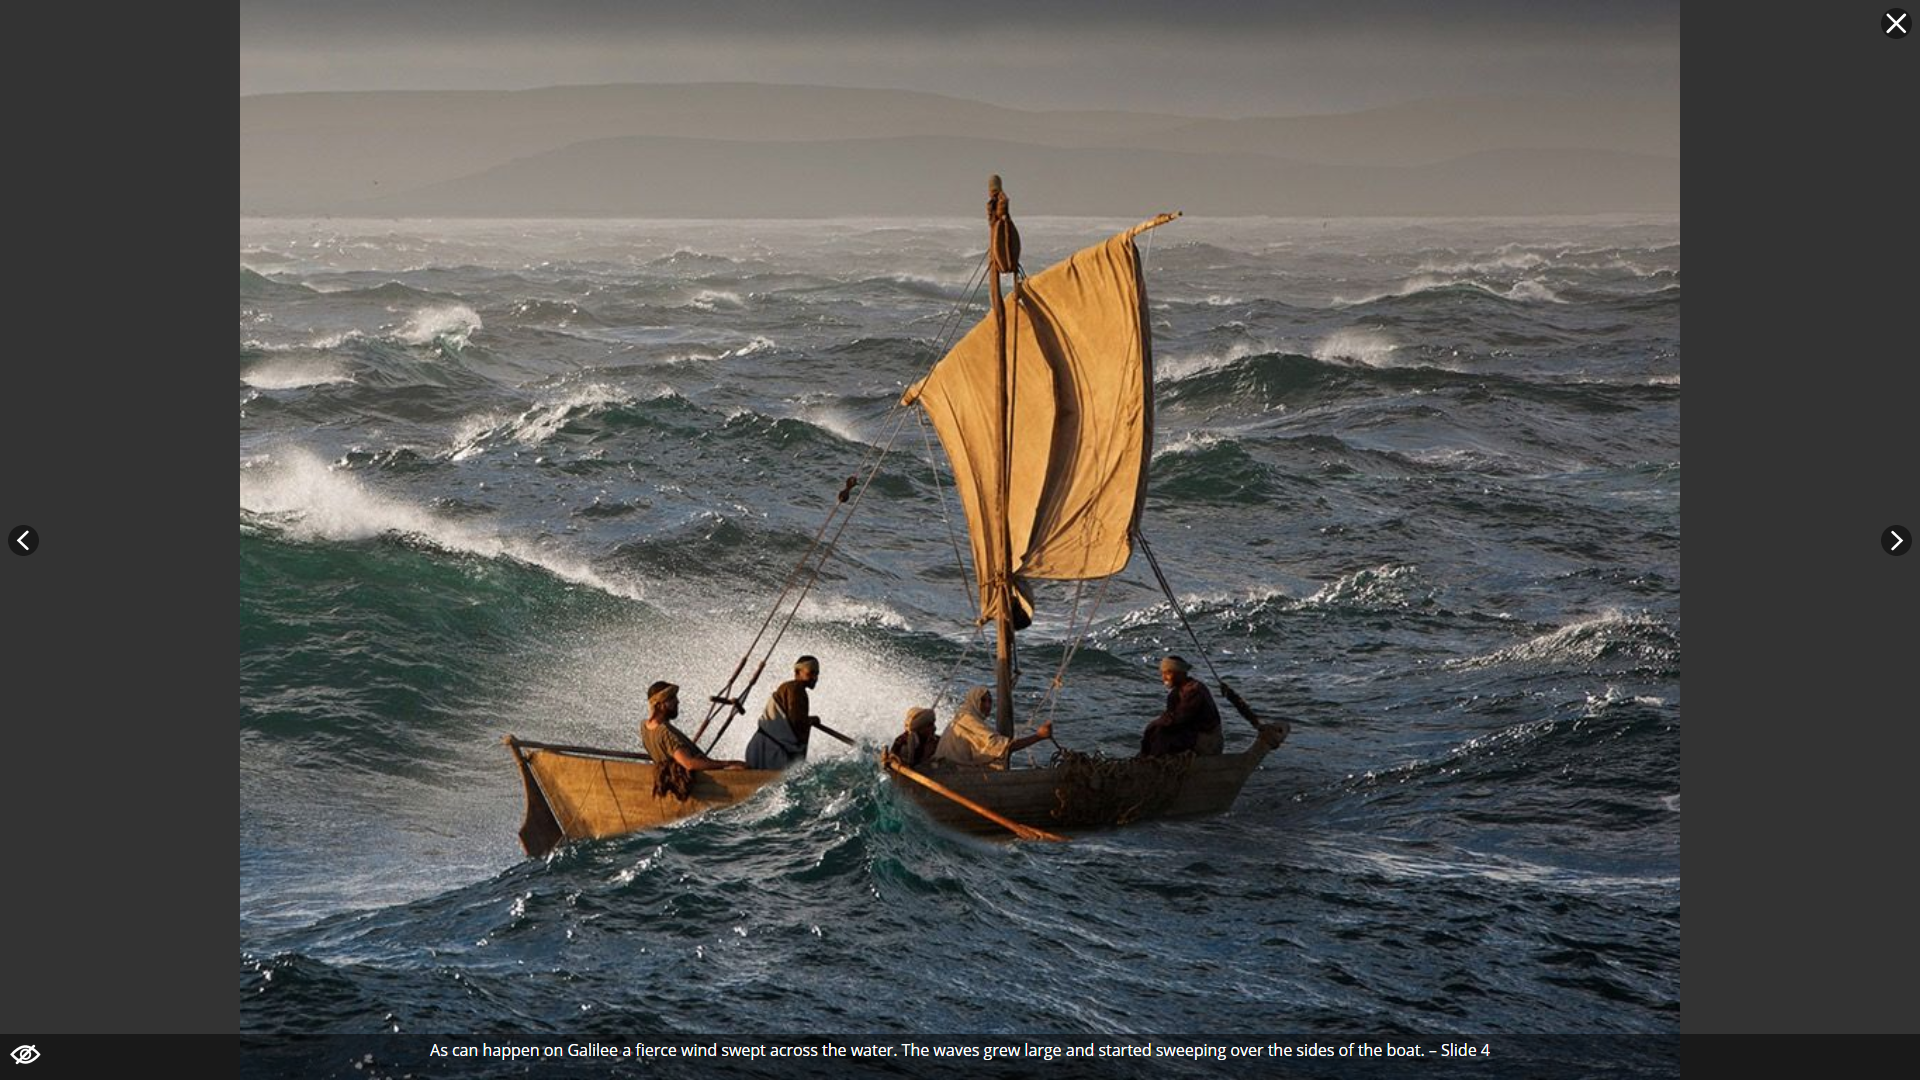 As can happen on Galilee a fierce wind swept across the water. The waves grew large and started sweeping over the sides of the boat. – Slide 4